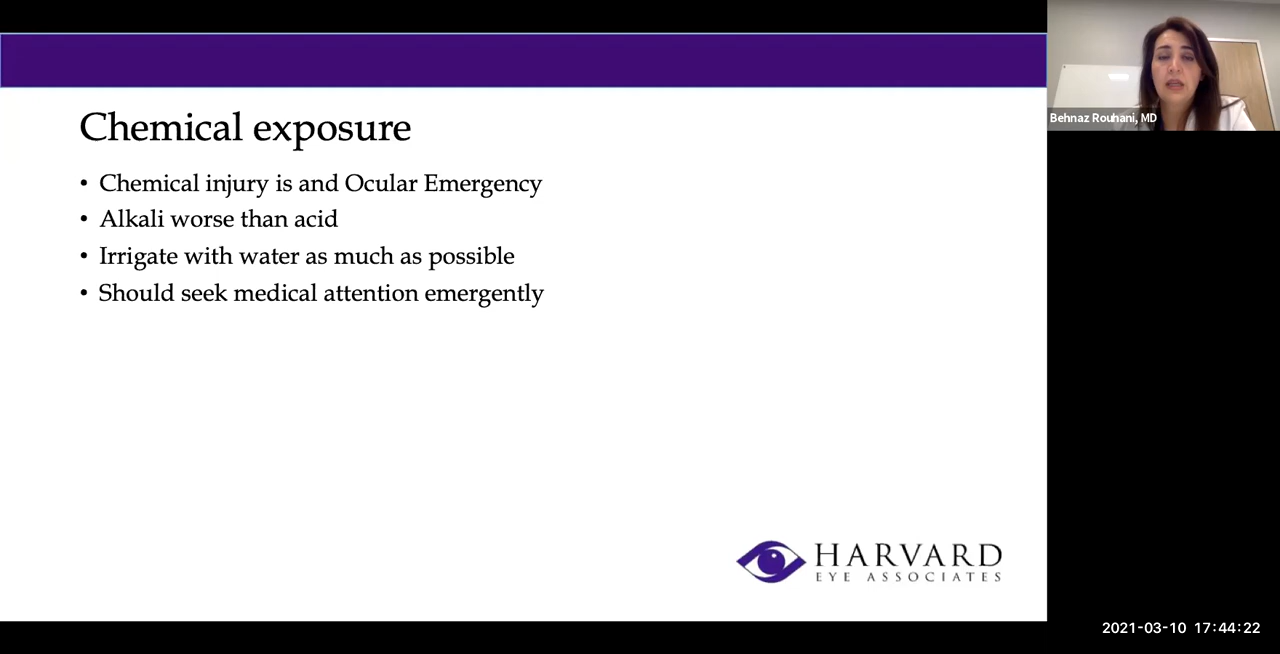 Chemical exposure
• Chemical injury is and Ocular Emergency
• Alkali worse than acid
• Irrigate with water as much as possible
• Should seek medical attention emergently
HARVARD
EYE ASSOCIATES
Behnaz Rouhani, MD
2021-03-10 17:44:22